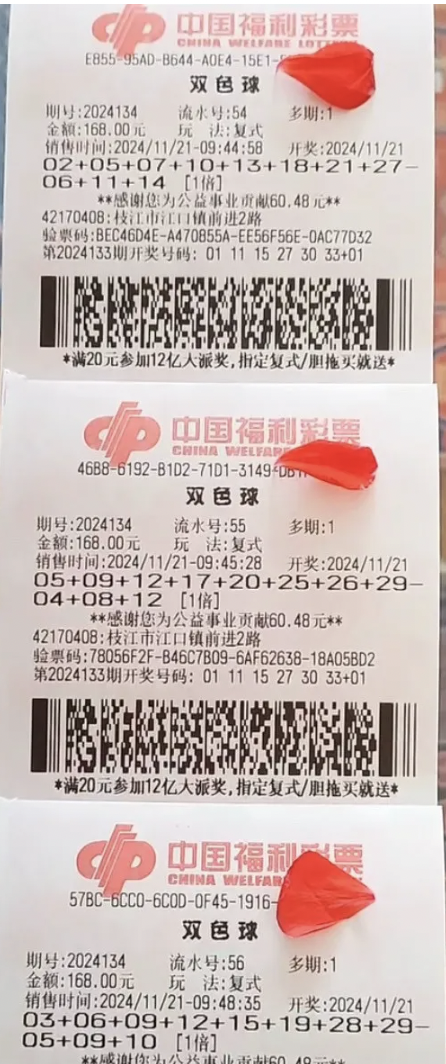 中国福利彩票
CHINA WELFARE
E855-95AD-B644-A0E4-15E1-
双色球
期号:2024134 流水号:54 多期:1
金额:168.00元 玩 法:复式
销售时间:2024/11/21-09:44:58 开奖:2024/11/21
02+05+07+10+13+18+21+27-
06+11+14 [1倍]
**感谢您为公益事业贡献60.48元**
42170408:枝江市江口镇前进2路
验票码:BEC46D4E-A470855A-EE56F56E-0AC77D32
第2024133期开奖号码: 01 11 15 27 30 33+01
*满20元参加12亿大派奖,指定复式/胆拖买就送*
中国福利彩票
CHINA WELFARE
46B8-6192-B1D2-71D1-3149-
双色球
期号:2024134 流水号:55 多期:1
金额:168.00元 玩 法:复式
销售时间:2024/11/21-09:45:28 开奖:2024/11/21
05+09+12+17+20+25+26+29-
04+08+12 [1倍]
**感谢您为公益事业贡献60.48元**
42170408:枝江市江口镇前进2路
验票码:78056F2F-B46C7B09-6AF62638-18A05BD2
第2024133期开奖号码: 01 11 15 27 30 33+01
*满20元参加12亿大派奖,指定复式/胆拖买就送*
中国福利彩票
CHINA WELFARE
57BC-6CC0-6C0D-0F45-1916-
双色球
期号:2024134 流水号:56 多期:1
金额:168.00元 玩 法:复式
销售时间:2024/11/21-09:48:35 开奖:2024/11/21
03+06+09+12+15+19+28+29-
05+09+10 [1倍]
**感谢您为公益事业贡献60.48元**